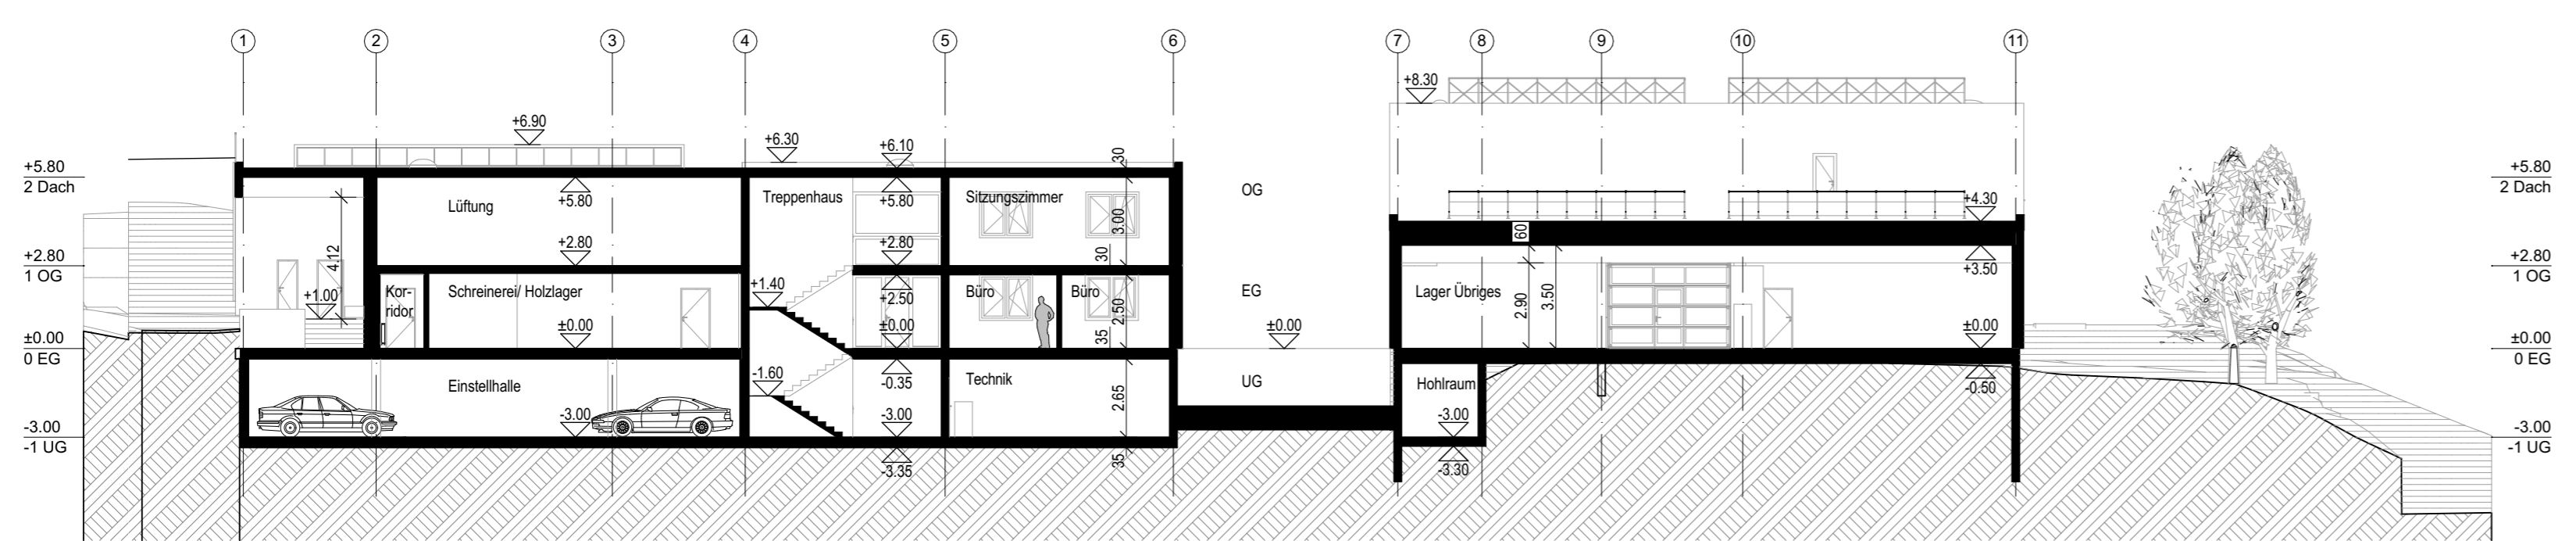 1 2 3 4 5 6 7 8 9 10 11
+8.30
+6.90
+6.30
+6.10
30
+5.80
2 Dach
+5.80
2 Dach
Lüftung
+5.80
Treppenhaus
+5.80
Sitzungszimmer
3.00
OG
+4.30
4.12
+2.80
1 OG
+2.80
+2.80
30
60
+3.50
+2.80
1 OG
+1.00
Kor-
ridor
Schreinerei/ Holzlager
+1.40
+2.50
Büro
Büro
2.50
EG
Lager Übriges
2.90
3.50
±0.00
0 EG
±0.00
±0.00
35
±0.00
±0.00
±0.00
0 EG
Einstellhalle
-1.60
-0.35
Technik
2.65
UG
Hohlraum
-0.50
-3.00
-1 UG
-3.00
-3.00
-3.00
-3.00
-1 UG
-3.35
35
-3.30